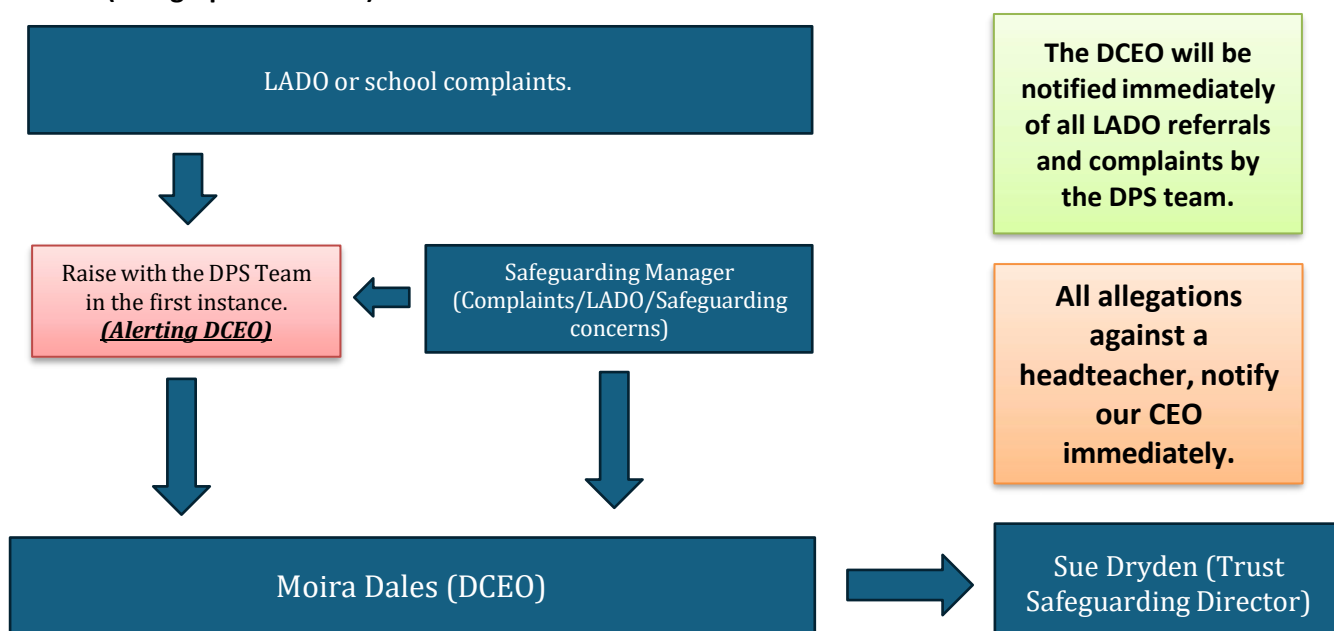 LADO or school complaints.
The DCEO will be
notified immediately
of all LADO referrals
and complaints by
the DPS team.
Raise with the DPS Team
in the first instance.
(Alerting DCEO)
Safeguarding Manager
(Complaints/LADO/Safeguarding
concerns)
All allegations
against a
headteacher, notify
our CEO
immediately.
Moira Dales (DCEO)
Sue Dryden (Trust
Safeguarding Director)